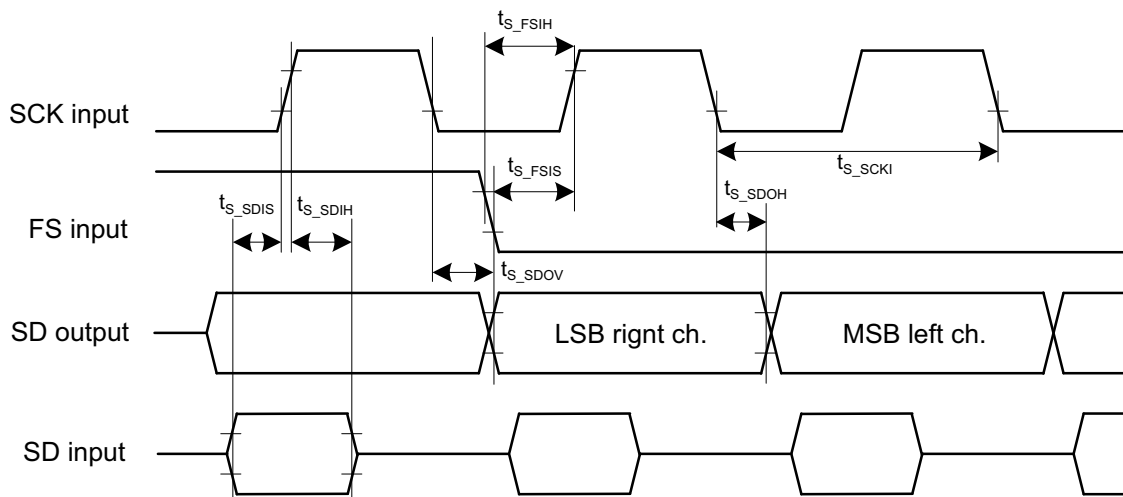 t_S_FSIH
SCK input
t_S_FSIS
t_S_SCKI
t_S_SDIS
t_S_SDIH
t_S_SDOH
FS input
t_S_SDOV
SD output
LSB rignt ch.
MSB left ch.
SD input